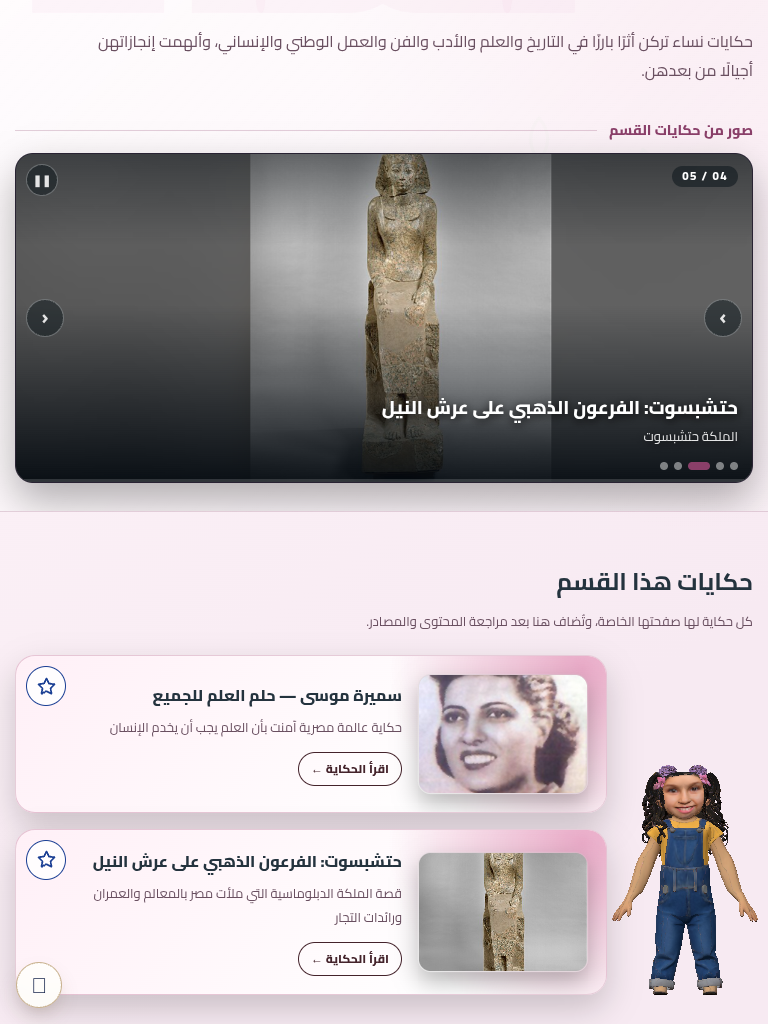 حكايات نساء تركن أثرًا بارزًا في التاريخ والعلم والأدب والفن والعمل الوطني والإنساني، وألهمت إنجازاتهن
أجيالًا من بعدهن.
صور من حكايات القسم
05 / 04
حتشبسوت: الفرعون الذهبي على عرش النيل
الملكة حتشبسوت
حكايات هذا القسم
كل حكاية لها صفحتها الخاصة، وتُضاف هنا بعد مراجعة المحتوى والمصادر.
سميرة موسى — حلم العلم للجميع
حكاية عالمة مصرية آمنت بأن العلم يجب أن يخدم الإنسان
اقرأ الحكاية ←
حتشبسوت: الفرعون الذهبي على عرش النيل
قصة الملكة الدبلوماسية التي ملأت مصر بالمعالم والعمران
ورائدات التجار
اقرأ الحكاية ←